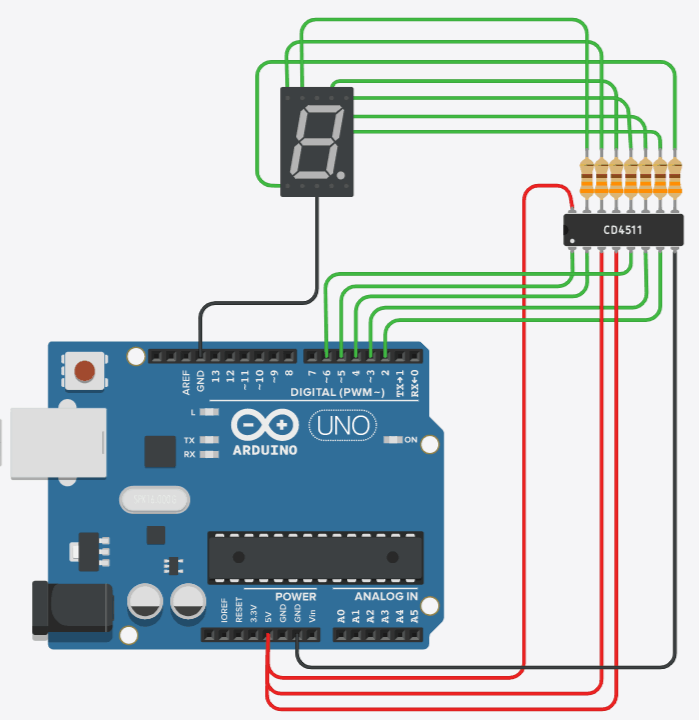 CD4511
AREF
GND
13
12
~11
~10
~9
8
7
~6
~5
4
~3
2
TX→1
RX←0
DIGITAL (PWM~)
L
TX
RX
UNO
ARDUINO
ON
POWER
ANALOG IN
IOREF
RESET
3.3V
5V
GND
GND
Vin
A0
A1
A2
A3
A4
A5